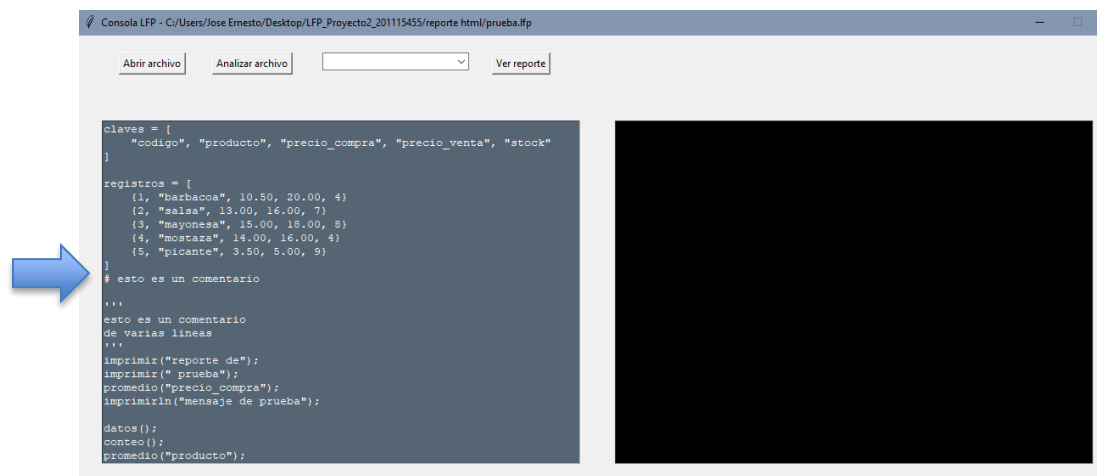 Consola LFP - C:/Users/Jose Ernesto/Desktop/LFP_Proyecto2_201115455/reporte html/prueba.lfp
Abrir archivo Analizar archivo Ver reporte
claves = [
    "codigo", "producto", "precio_compra", "precio_venta", "stock"
]

registros = [
    {1, "barbacoa", 10.50, 20.00, 4}
    {2, "salsa", 13.00, 16.00, 7}
    {3, "mayonesa", 15.00, 18.00, 8}
    {4, "mostaza", 14.00, 16.00, 4}
    {5, "picante", 3.50, 5.00, 9}
]
# esto es un comentario

'''
esto es un comentario
de varias lineas
'''
imprimir("reporte de");
imprimir(" prueba");
promedio("precio_compra");
imprimirln("mensaje de prueba");

datos();
conteo();
promedio("producto");